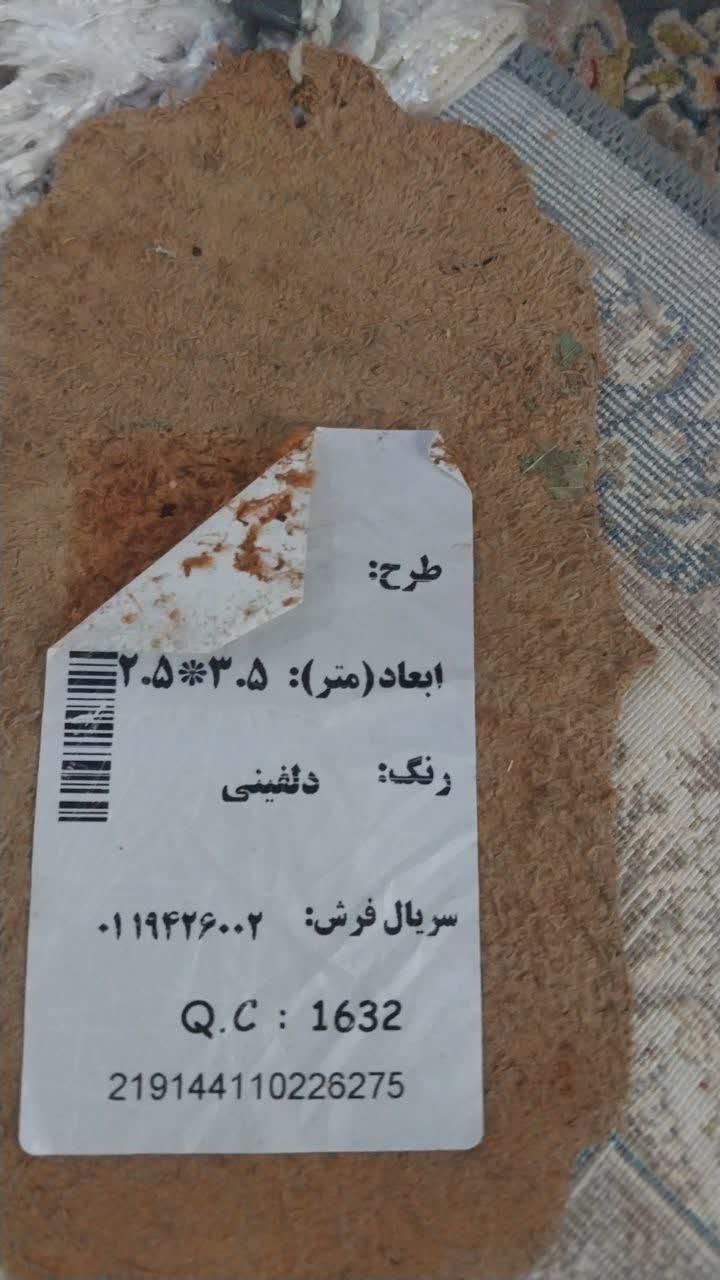 طرح:
ابعاد(متر): ۳.۵*۲.۵
رنگ: دلفینی
سریال فرش: ۰۱۱۹۴۲۶۰۰۲
Q.C : 1632
219144110226275